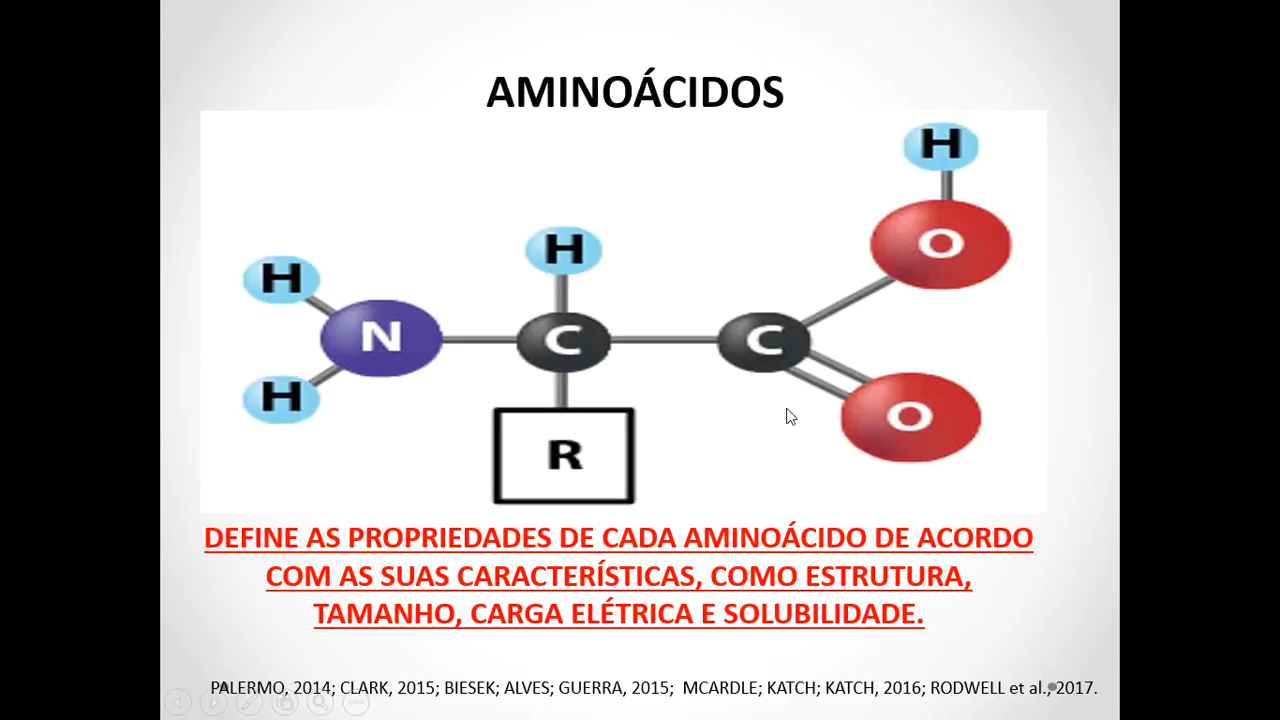 AMINOÁCIDOS
H
O
H
H
N
C
C
H
O
R
DEFINE AS PROPRIEDADES DE CADA AMINOÁCIDO DE ACORDO
COM AS SUAS CARACTERÍSTICAS, COMO ESTRUTURA,
TAMANHO, CARGA ELÉTRICA E SOLUBILIDADE.
PALERMO, 2014; CLARK, 2015; BIESEK; ALVES; GUERRA, 2015; MCARDLE; KATCH; KATCH, 2016; RODWELL et al., 2017.